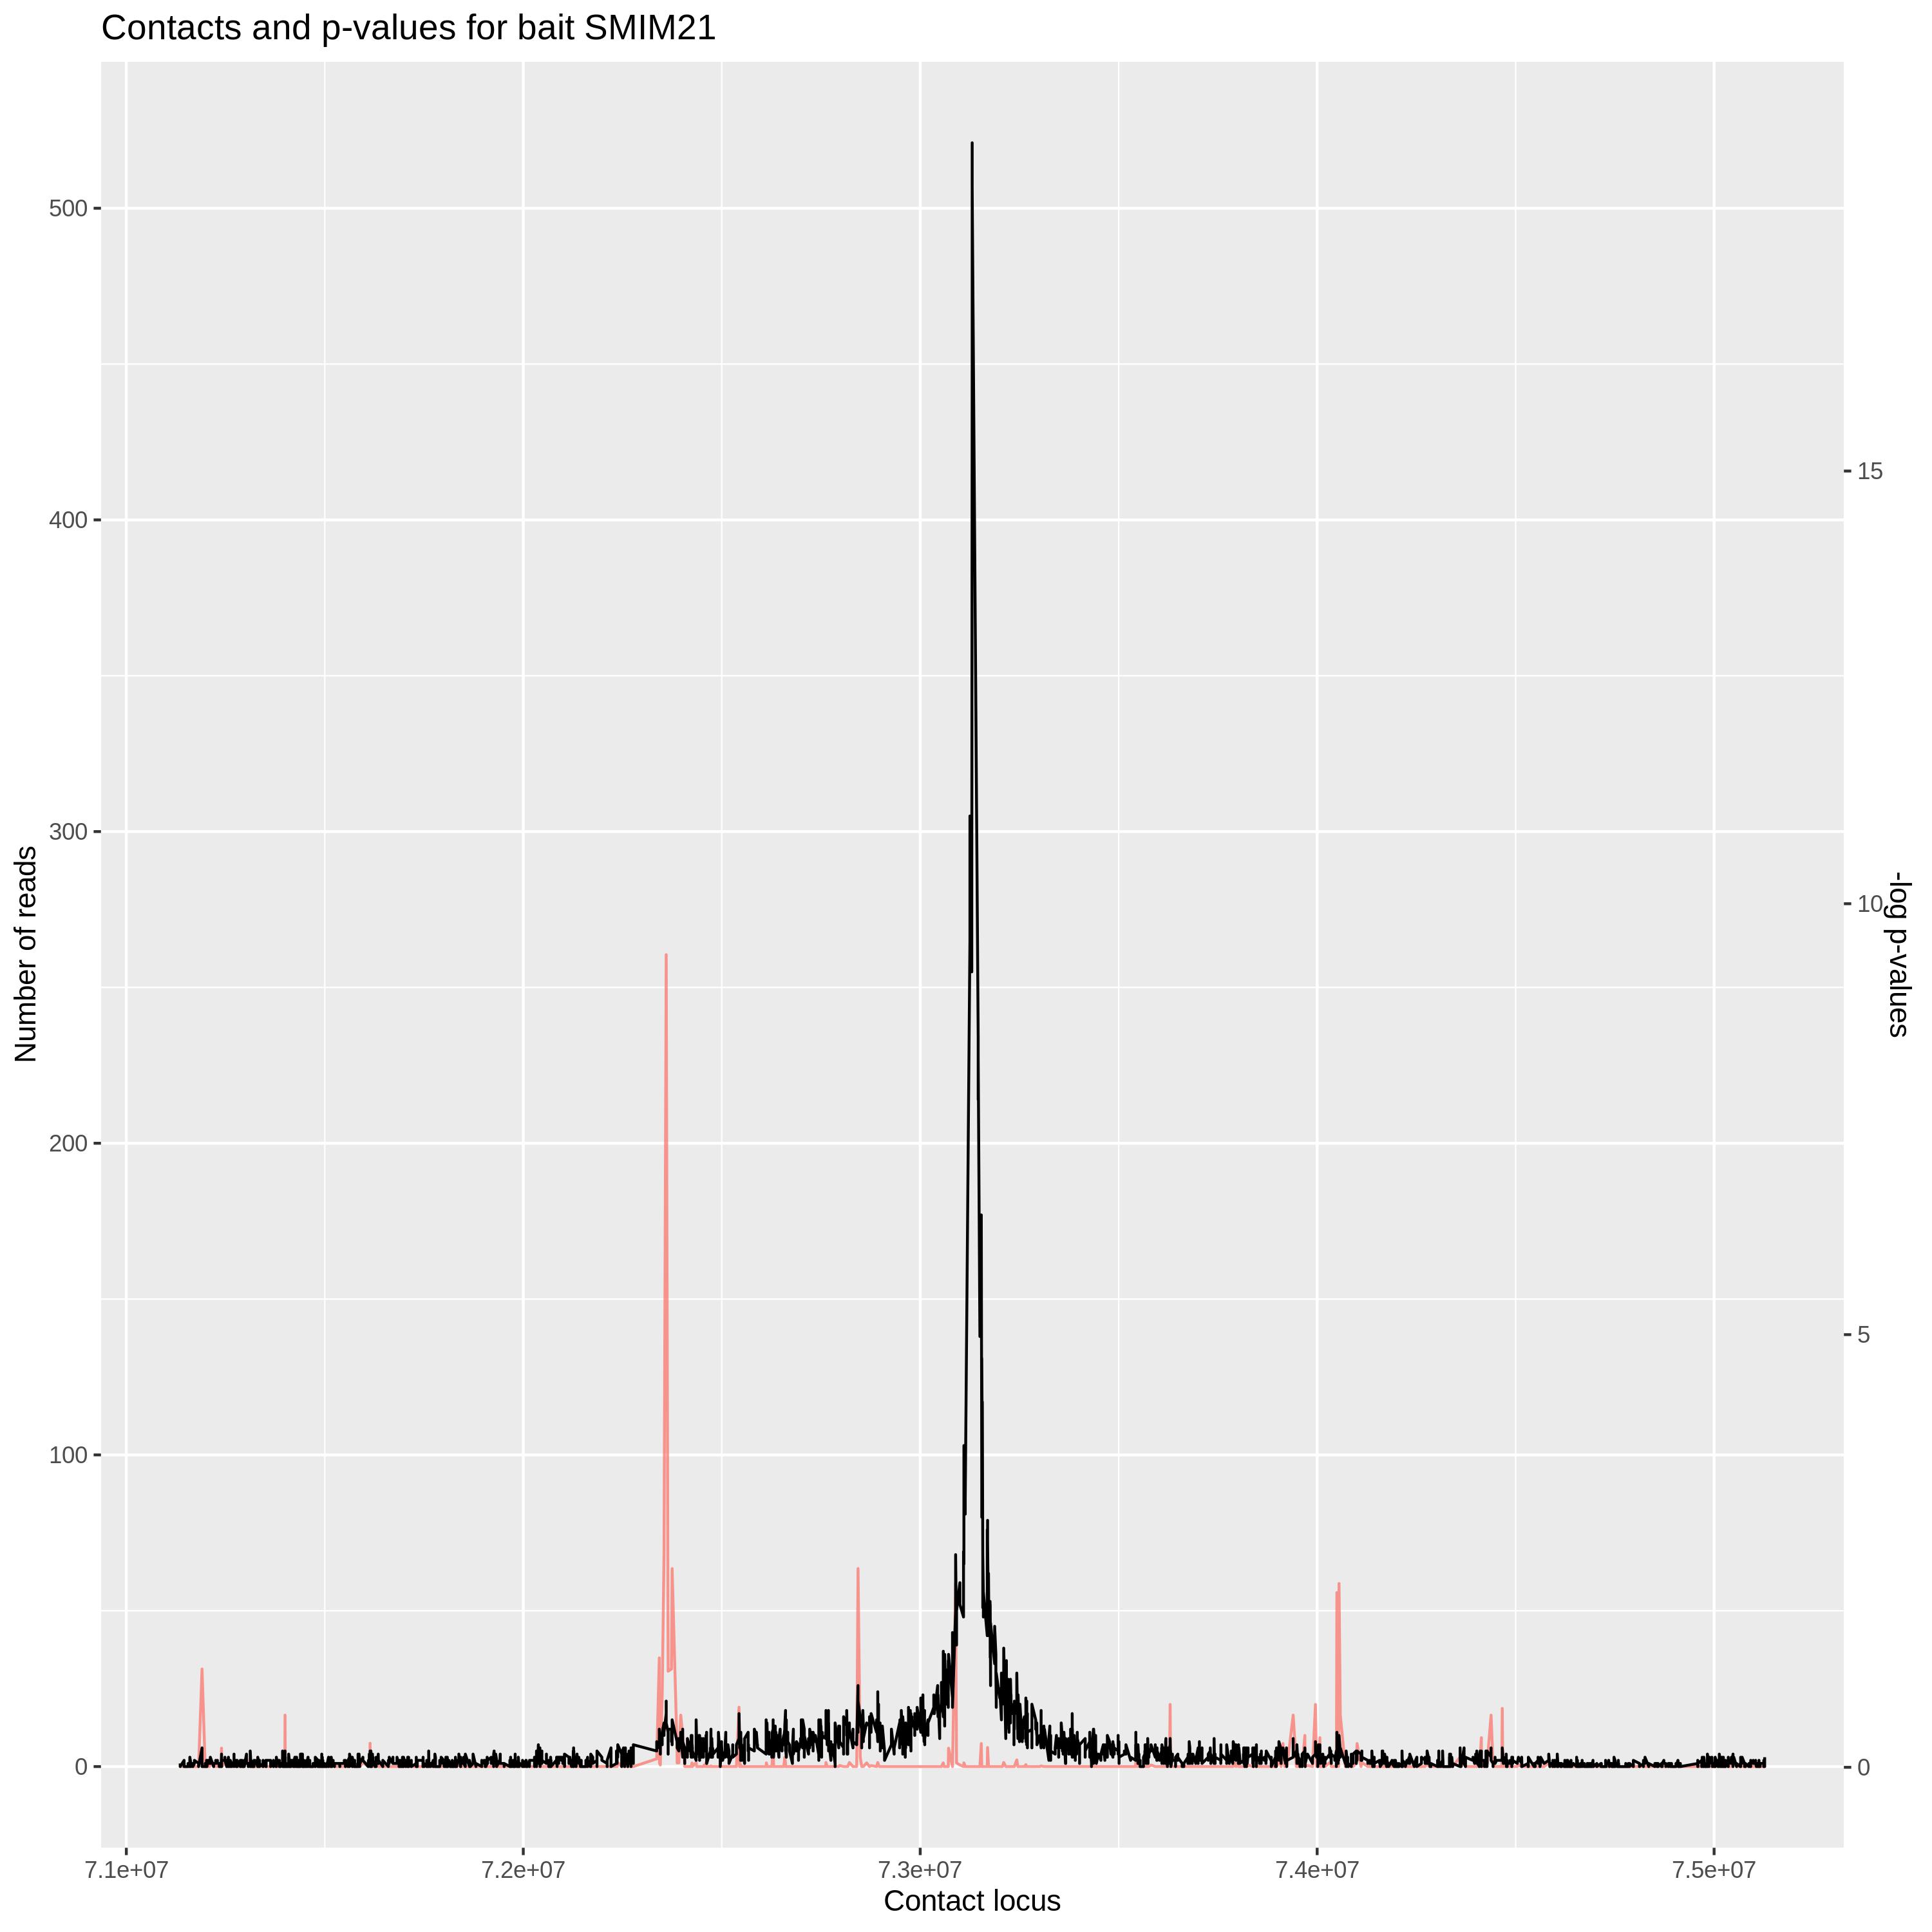 Contacts and p-values for bait SMIM21
500
400
300
200
100
0
Number of reads
15
10
5
0
-log p-values
7.1e+07
7.2e+07
7.3e+07
7.4e+07
7.5e+07
Contact locus